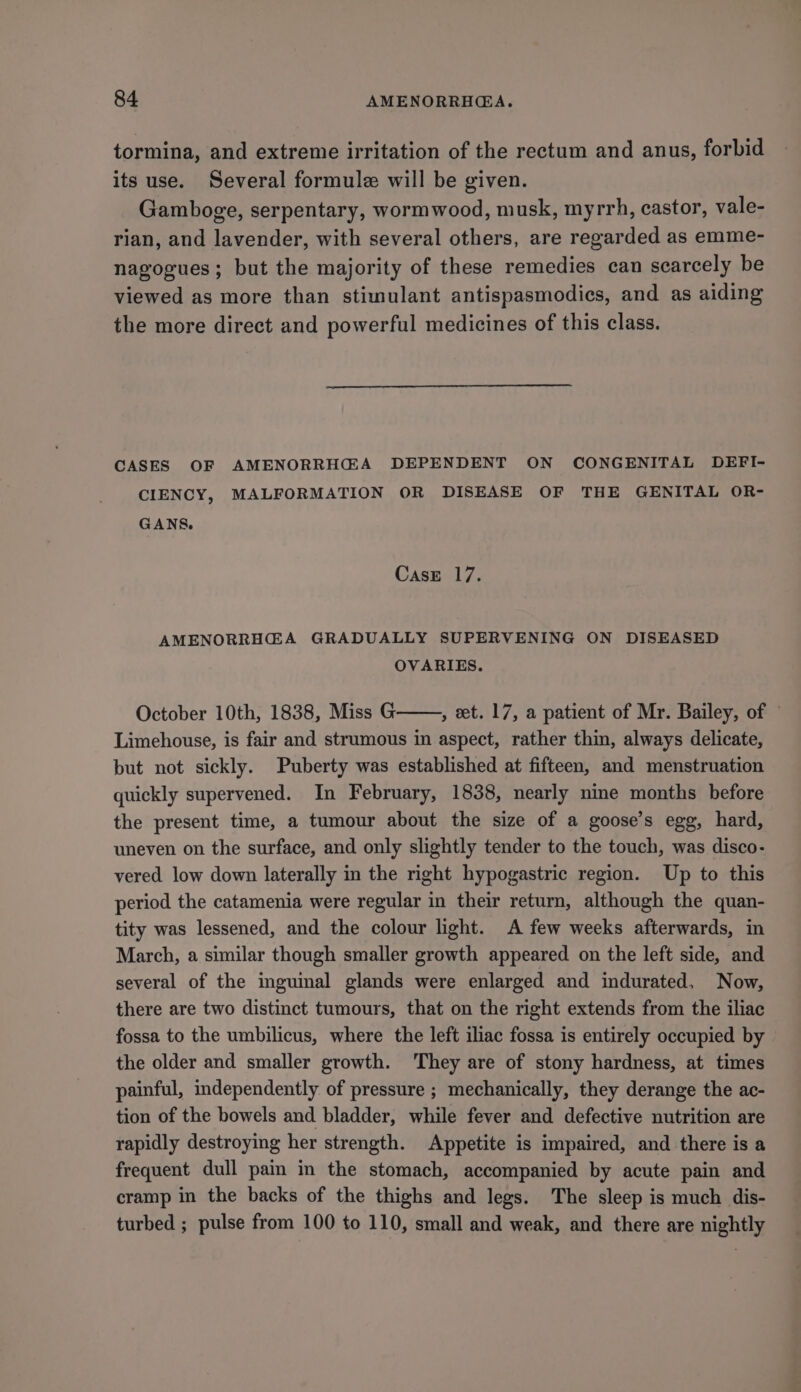 84 AMENORRHŒA.
tormina, and extreme irritation of the rectum and anus, forbid
its use. Several formulæ will be given.
Gamboge, serpentary, wormwood, musk, myrrh, castor, vale-
rian, and lavender, with several others, are regarded as emme-
nagogues; but the majority of these remedies can scarcely be
viewed as more than stimulant antispasmodics, and as aiding
the more direct and powerful medicines of this class.
CASES OF AMENORRHŒA DEPENDENT ON CONGENITAL DEFI-
CIENCY, MALFORMATION OR DISEASE OF THE GENITAL OR-
GANS.
CASE 17.
AMENORRHŒA GRADUALLY SUPERVENING ON DISEASED
OVARIES.
October 10th, 1838, Miss G——, æt. 17, a patient of Mr. Bailey, of
Limehouse, is fair and strumous in aspect, rather thin, always delicate,
but not sickly. Puberty was established at fifteen, and menstruation
quickly supervened. In February, 1838, nearly nine months before
the present time, a tumour about the size of a goose's egg, hard,
uneven on the surface, and only slightly tender to the touch, was disco-
vered low down laterally in the right hypogastric region. Up to this
period the catamenia were regular in their return, although the quan-
tity was lessened, and the colour light. A few weeks afterwards, in
March, a similar though smaller growth appeared on the left side, and
several of the inguinal glands were enlarged and indurated. Now,
there are two distinct tumours, that on the right extends from the iliac
fossa to the umbilicus, where the left iliac fossa is entirely occupied by
the older and smaller growth. They are of stony hardness, at times
painful, independently of pressure; mechanically, they derange the ac-
tion of the bowels and bladder, while fever and defective nutrition are
rapidly destroying her strength. Appetite is impaired, and there is a
frequent dull pain in the stomach, accompanied by acute pain and
cramp in the backs of the thighs and legs. The sleep is much dis-
turbed; pulse from 100 to 110, small and weak, and there are nightly